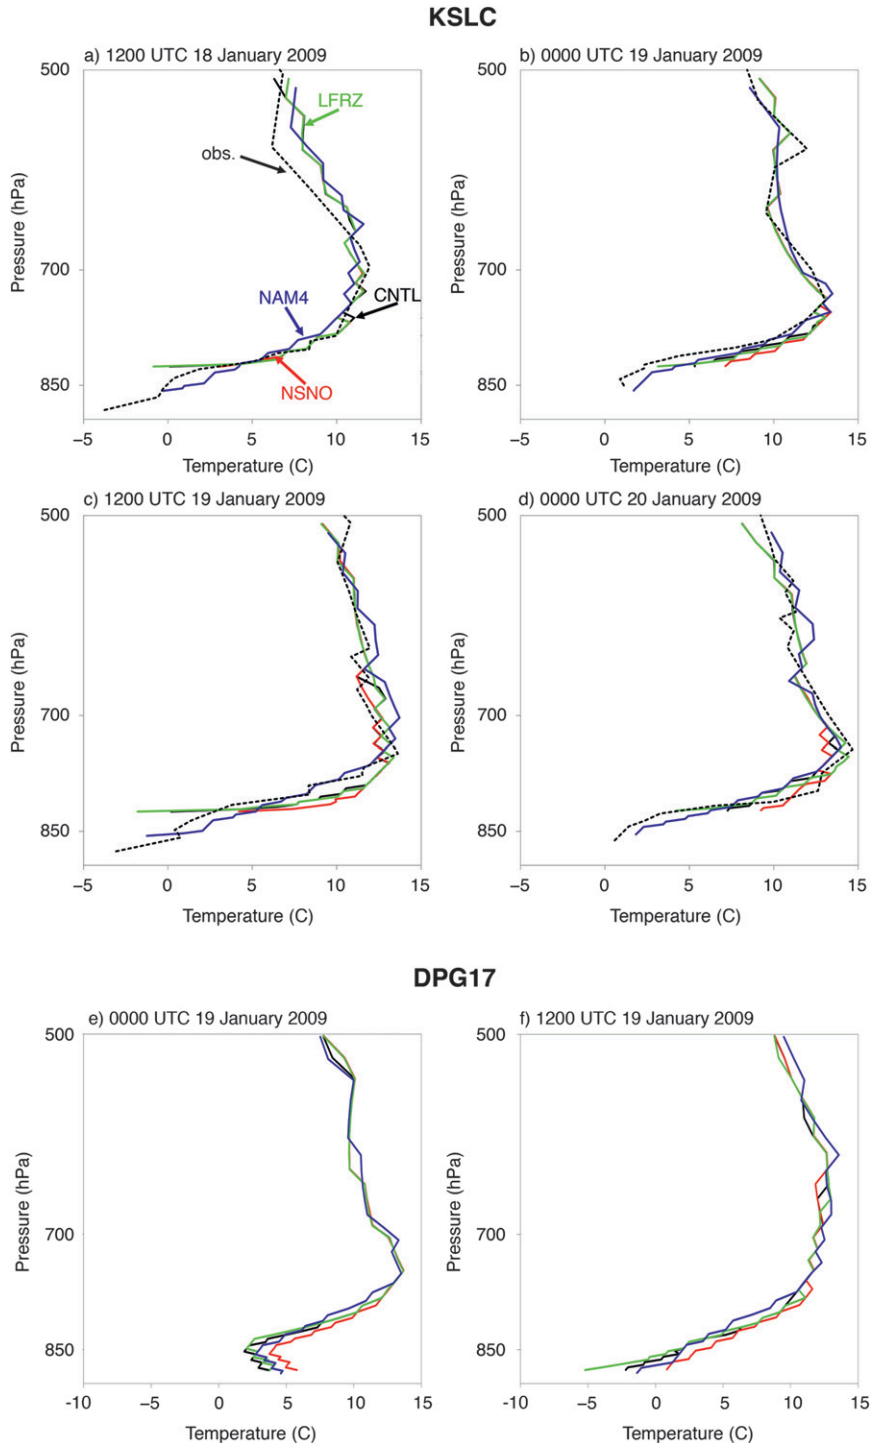 KSLC
a) 1200 UTC 18 January 2009
500
700
850
Pressure (hPa)
LFRZ
obs.
NAM4
CNTL
NSNO
−5 0 5 10 15
Temperature (C)
b) 0000 UTC 19 January 2009
500
700
850
Pressure (hPa)
−5 0 5 10 15
Temperature (C)
c) 1200 UTC 19 January 2009
500
700
850
Pressure (hPa)
−5 0 5 10 15
Temperature (C)
d) 0000 UTC 20 January 2009
500
700
850
Pressure (hPa)
−5 0 5 10 15
Temperature (C)
DPG17
e) 0000 UTC 19 January 2009
500
700
850
Pressure (hPa)
-10 −5 0 5 10 15
Temperature (C)
f) 1200 UTC 19 January 2009
500
700
850
Pressure (hPa)
-10 −5 0 5 10 15
Temperature (C)